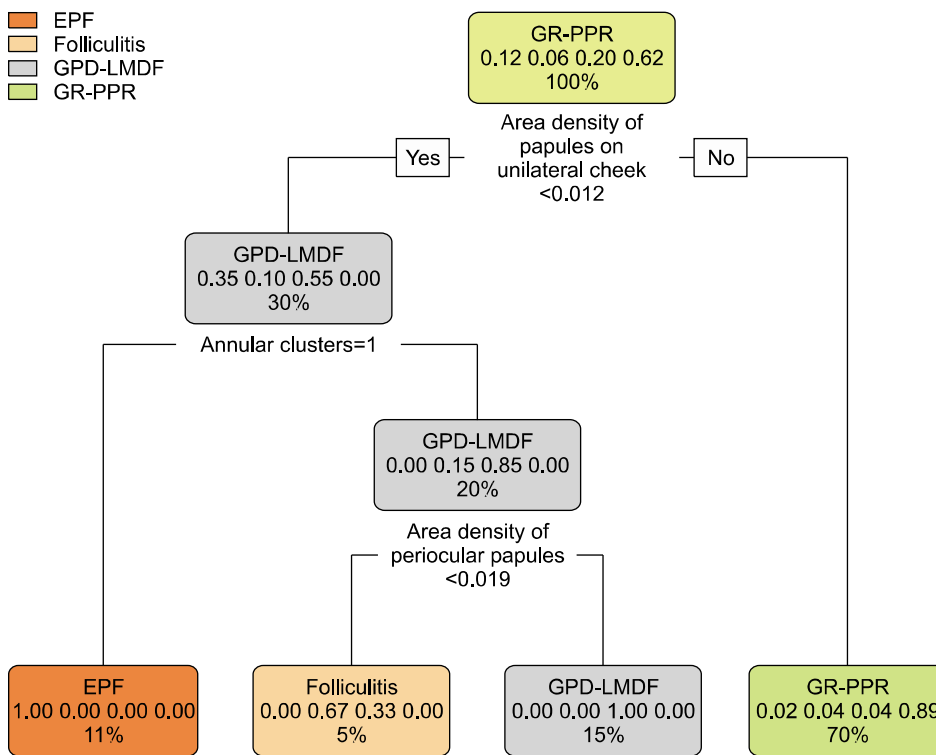 EPF
Folliculitis
GPD-LMDF
GR-PPR
GR-PPR
0.12 0.06 0.20 0.62
100%
Area density of
papules on
unilateral cheek
<0.012
Yes
No
GPD-LMDF
0.35 0.10 0.55 0.00
30%
Annular clusters=1
GPD-LMDF
0.00 0.15 0.85 0.00
20%
Area density of
periocular papules
<0.019
EPF
1.00 0.00 0.00 0.00
11%
Folliculitis
0.00 0.67 0.33 0.00
5%
GPD-LMDF
0.00 0.00 1.00 0.00
15%
GR-PPR
0.02 0.04 0.04 0.89
70%